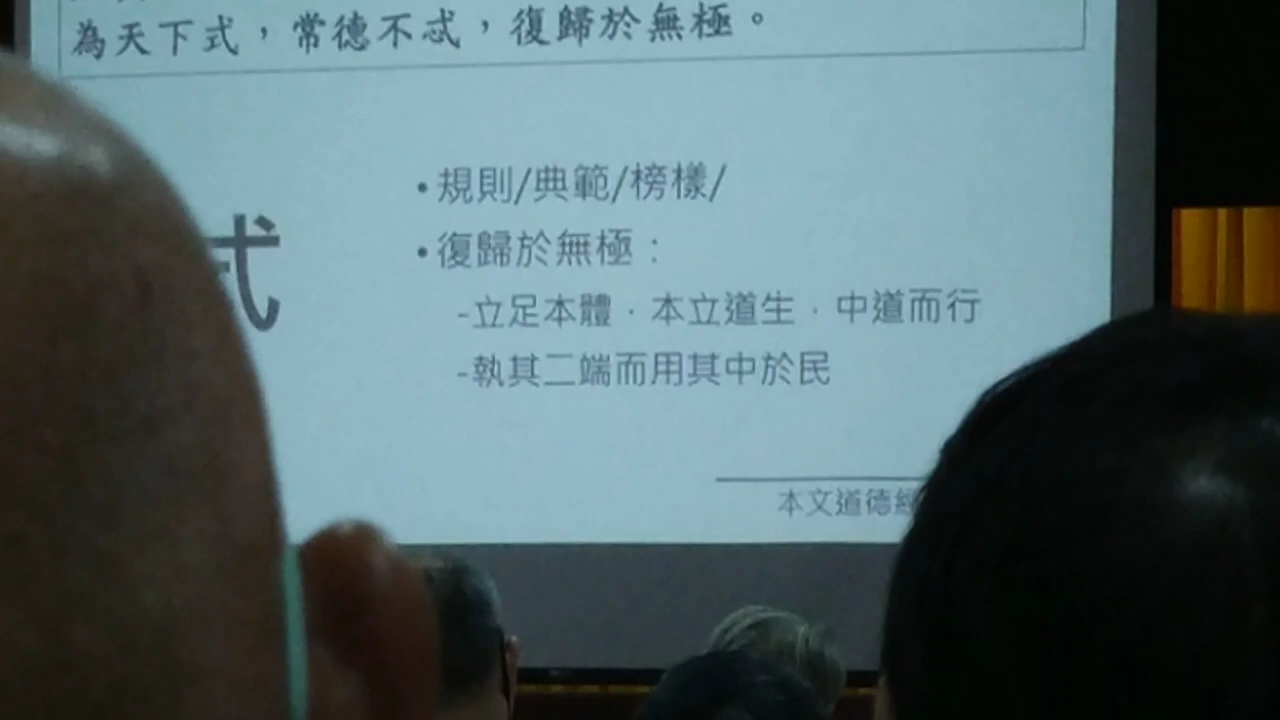 為天下式，常德不忒，復歸於無極。
式
•規則/典範/榜樣/
•復歸於無極：
-立足本體．本立道生．中道而行
-執其二端而用其中於民
本文道德經